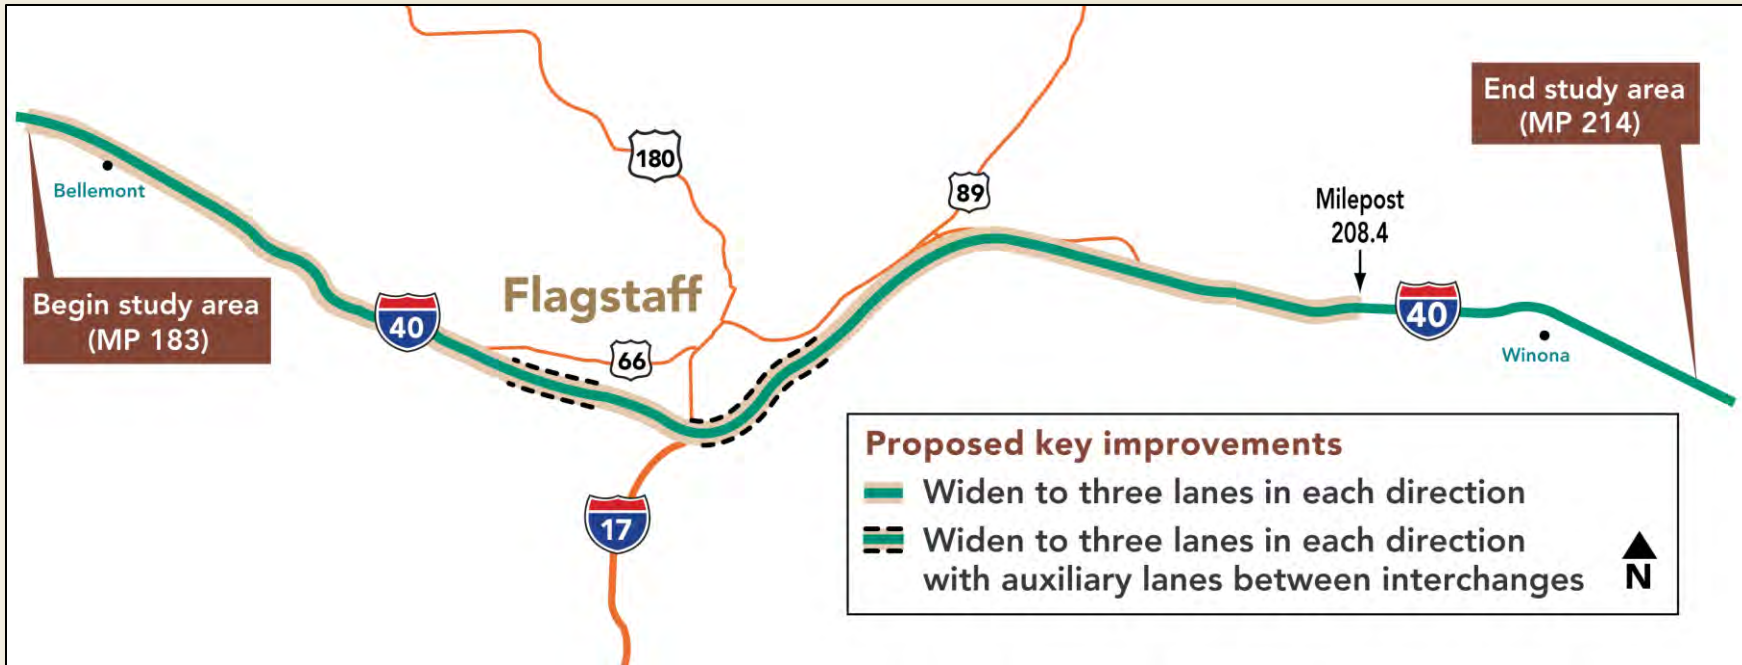 180
89
End study area
(MP 214)
Milepost
208.4
Bellemont
Flagstaff
Begin study area
(MP 183)
40
40
66
Winona
17
Proposed key improvements
Widen to three lanes in each direction
Widen to three lanes in each direction
with auxiliary lanes between interchanges
N